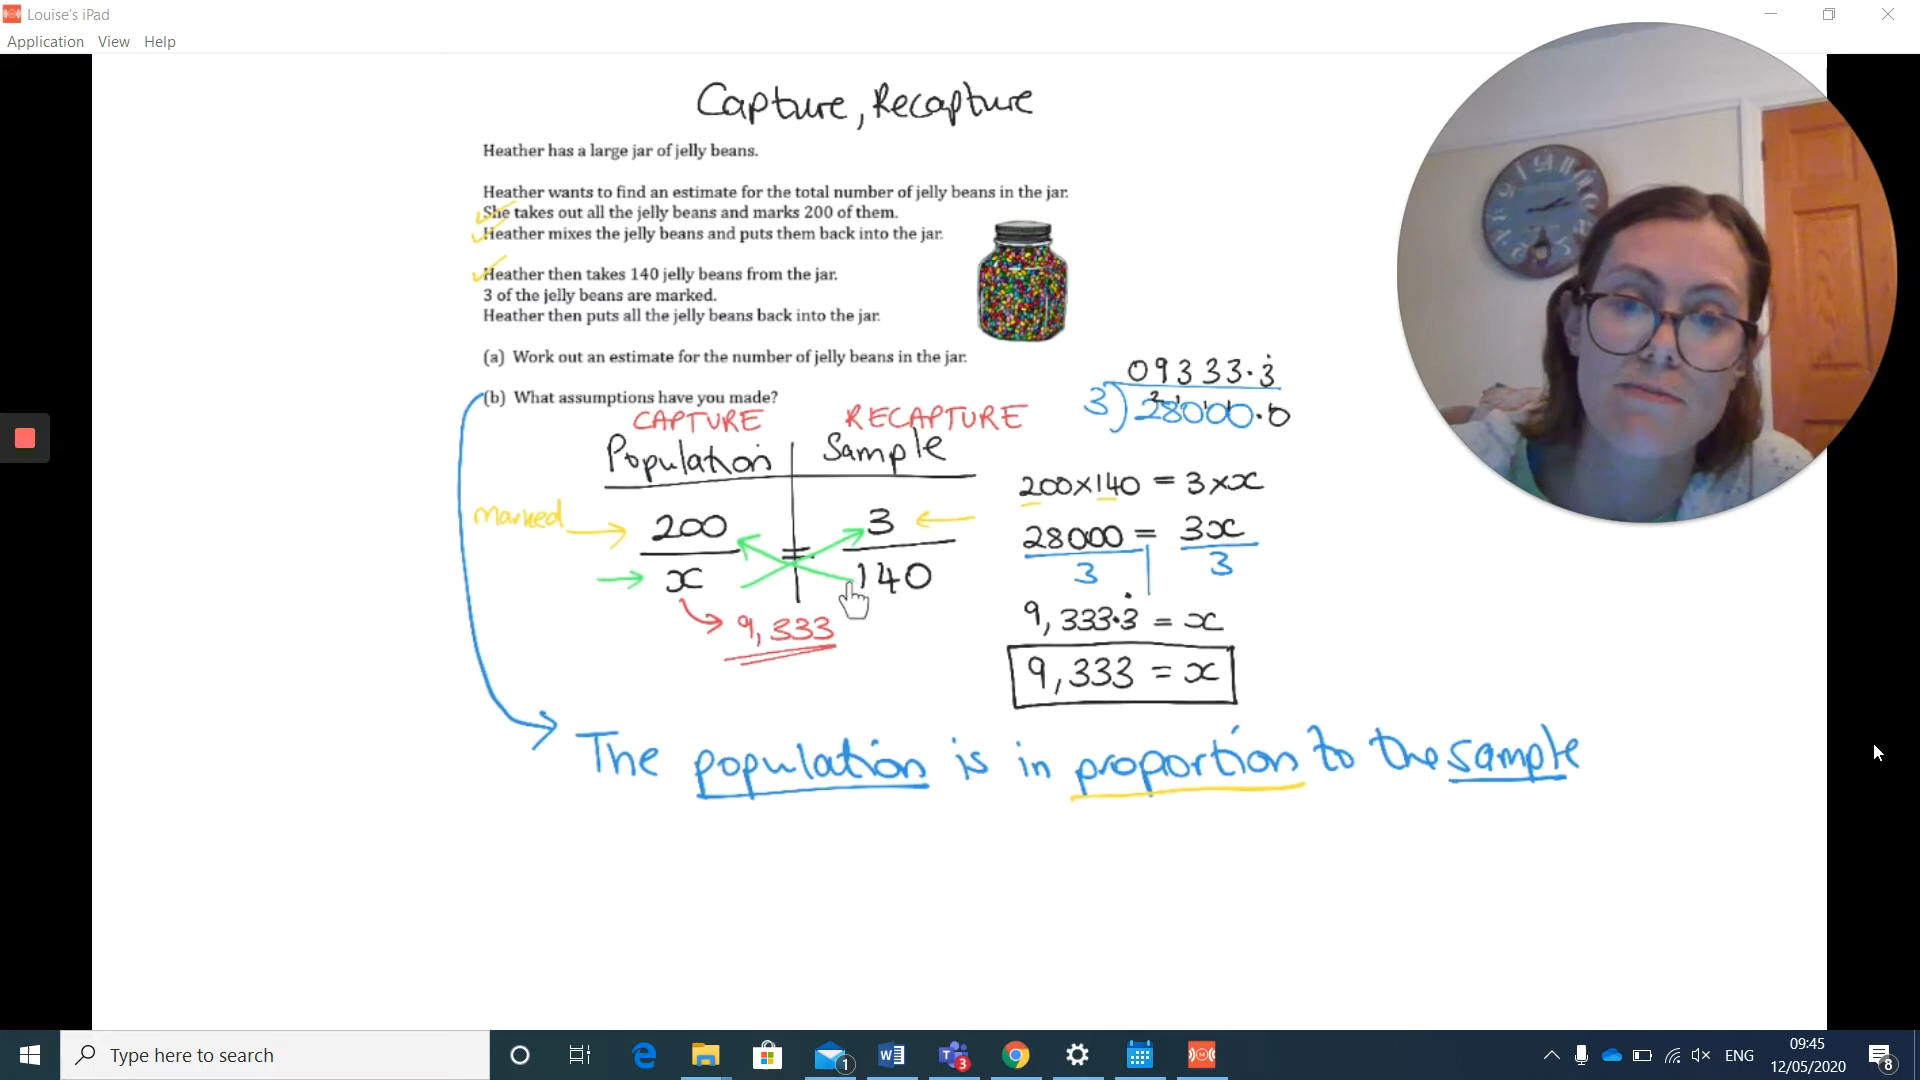 Louise's iPad
Application View Help
Capture, Recapture
Heather has a large jar of jelly beans.
Heather wants to find an estimate for the total number of jelly beans in the jar.
She takes out all the jelly beans and marks 200 of them.
Heather mixes the jelly beans and puts them back into the jar.
Heather then takes 140 jelly beans from the jar.
3 of the jelly beans are marked.
Heather then puts all the jelly beans back into the jar.
(a) Work out an estimate for the number of jelly beans in the jar.
(b) What assumptions have you made?
CAPTURE RECAPTURE
Population Sample
marked → 200 = 3 ←
→ x 140
9,333
09333.3̇
3 28000.0
200×140 = 3×x
28000 = 3x
3 3
9,333.3̇ = x
9,333 = x
The population is in proportion to the sample
Type here to search
1
3
ENG
09:45
12/05/2020
8